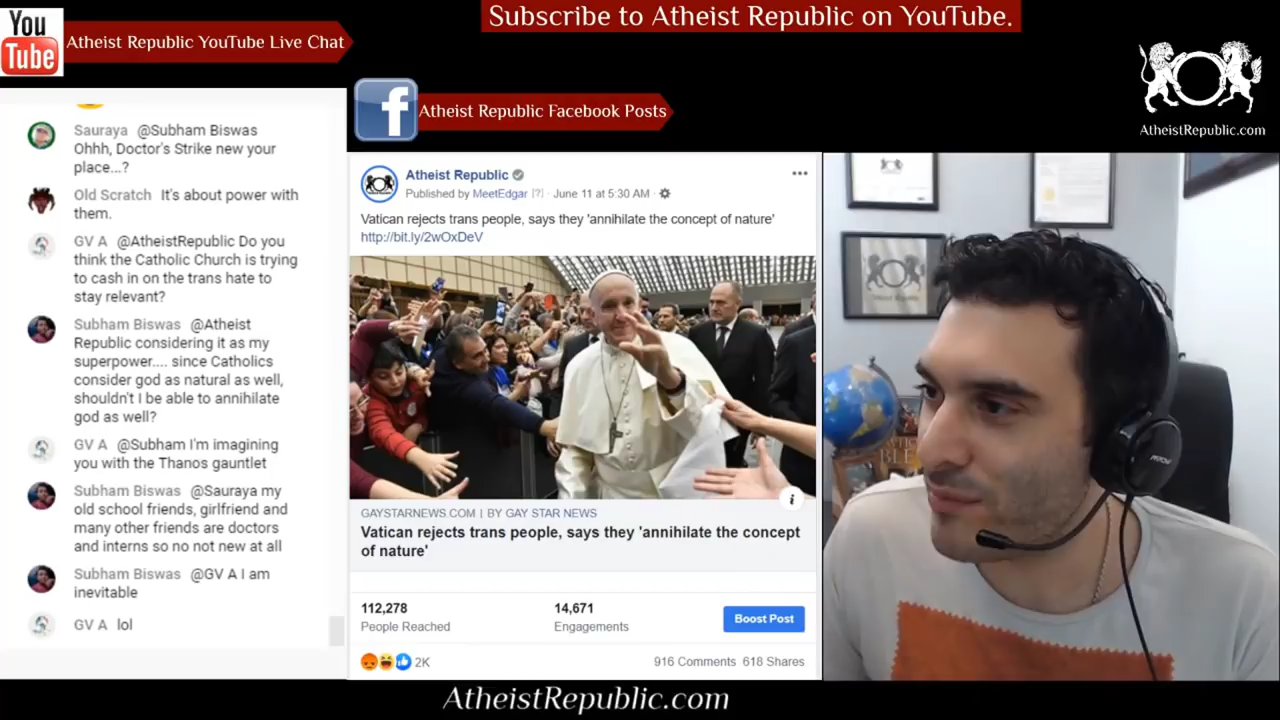 You
Tube
Atheist Republic YouTube Live Chat
Subscribe to Atheist Republic on YouTube.
AtheistRepublic.com
f
Atheist Republic Facebook Posts
Sauraya @Subham Biswas
Ohhh, Doctor's Strike new your
place...?
Old Scratch It's about power with
them.
GV A @AtheistRepublic Do you
think the Catholic Church is trying
to cash in on the trans hate to
stay relevant?
Subham Biswas @Atheist
Republic considering it as my
superpower.... since Catholics
consider god as natural as well,
shouldn't I be able to annihilate
god as well?
GV A @Subham I'm imagining
you with the Thanos gauntlet
Subham Biswas @Sauraya my
old school friends, girlfriend and
many other friends are doctors
and interns so no not new at all
Subham Biswas @GV A I am
inevitable
GV A lol
Atheist Republic
Published by MeetEdgar [?] · June 11 at 5:30 AM ·
Vatican rejects trans people, says they 'annihilate the concept of nature'
http://bit.ly/2wOxDeV
i
GAYSTARNEWS.COM | BY GAY STAR NEWS
Vatican rejects trans people, says they 'annihilate the concept
of nature'
112,278
People Reached
14,671
Engagements
Boost Post
2K
916 Comments 618 Shares
AtheistRepublic.com